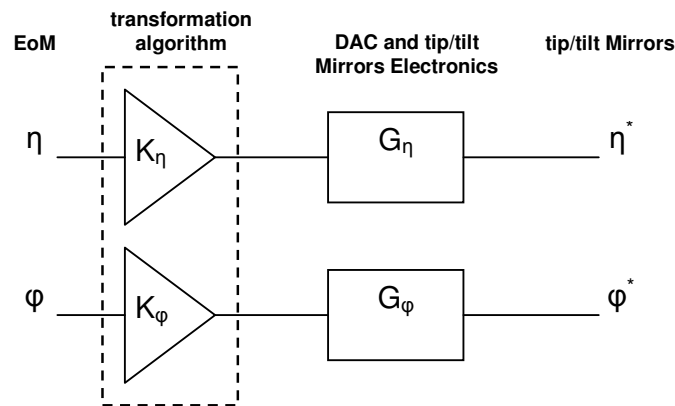 transformation
algorithm
EoM
DAC and tip/tilt
Mirrors Electronics
tip/tilt Mirrors
η
Kη
Gη
η*
φ
Kφ
Gφ
φ*